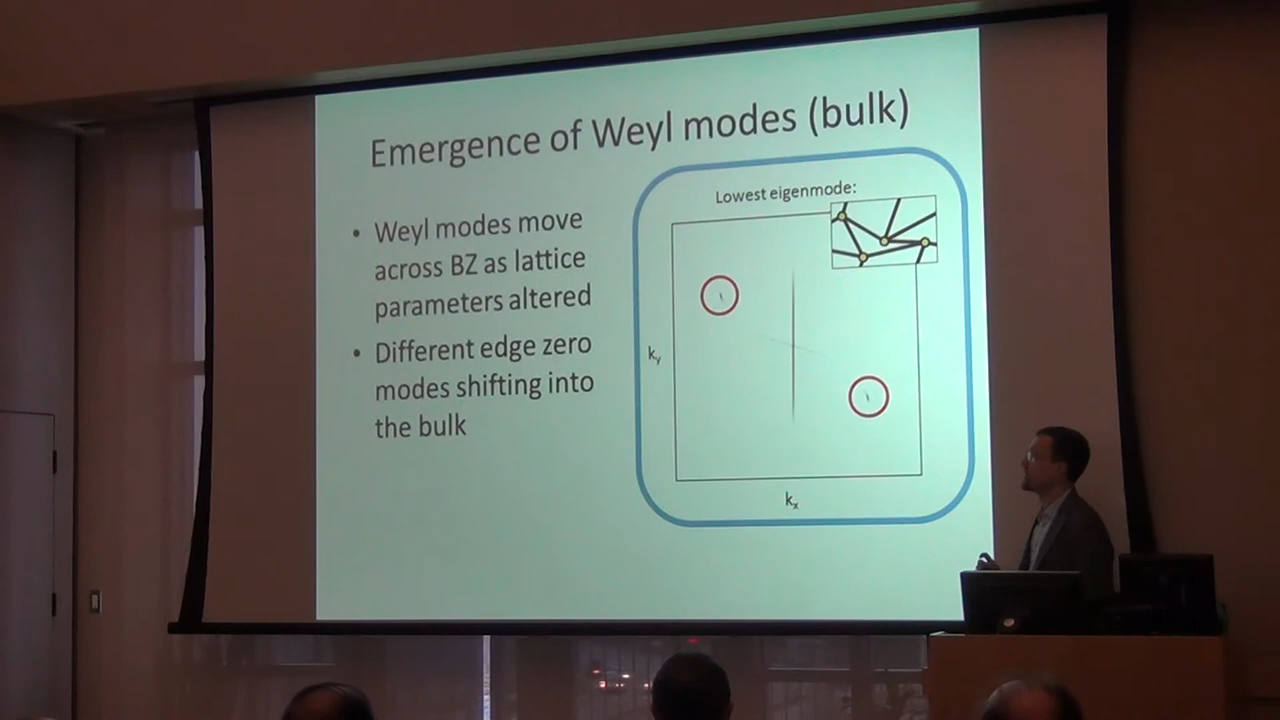 Emergence of Weyl modes (bulk)
• Weyl modes move
across BZ as lattice
parameters altered
• Different edge zero
modes shifting into
the bulk
Lowest eigenmode:
ky
kx